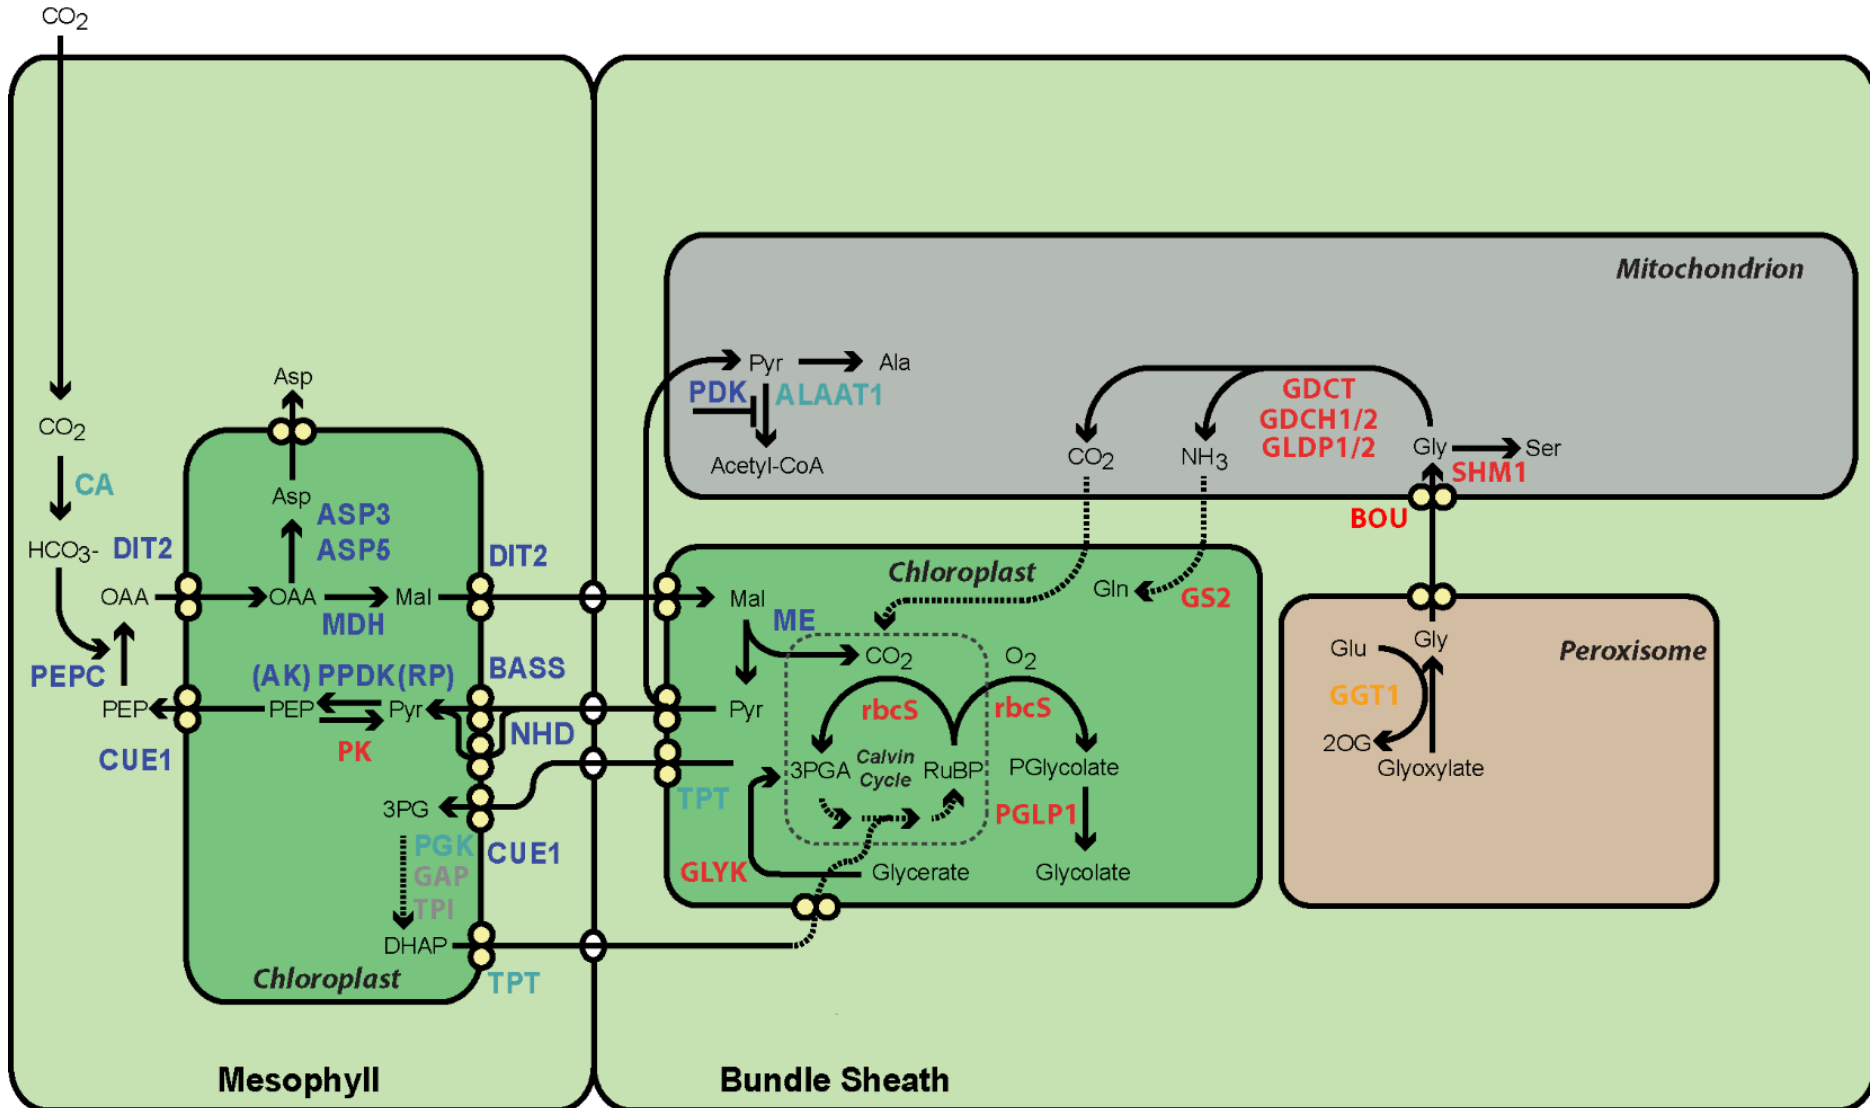 CO2
Mitochondrion
Pyr
Ala
PDK
ALAAT1
Acetyl-CoA
CO2
NH3
GDCT
GDCH1/2
GLDP1/2
Gly
Ser
SHM1
BOU
Asp
CO2
CA
Asp
ASP3
ASP5
HCO3-
DIT2
DIT2
OAA
OAA
Mal
MDH
PEPC
(AK) PPDK(RP)
BASS
PEP
PEP
Pyr
NHD
CUE1
PK
3PG
PGK
GAP
TPI
CUE1
DHAP
TPT
Chloroplast
Chloroplast
Mal
ME
Gln
GS2
CO2
O2
Pyr
rbcS
rbcS
TPT
3PGA
Calvin
Cycle
RuBP
PGlycolate
PGLP1
GLYK
Glycerate
Glycolate
Glu
Gly
Peroxisome
GGT1
2OG
Glyoxylate
Mesophyll
Bundle Sheath